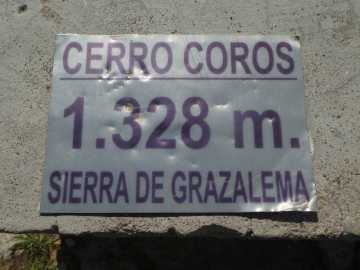 CERRO COROS
1.328 m.
SIERRA DE GRAZALEMA